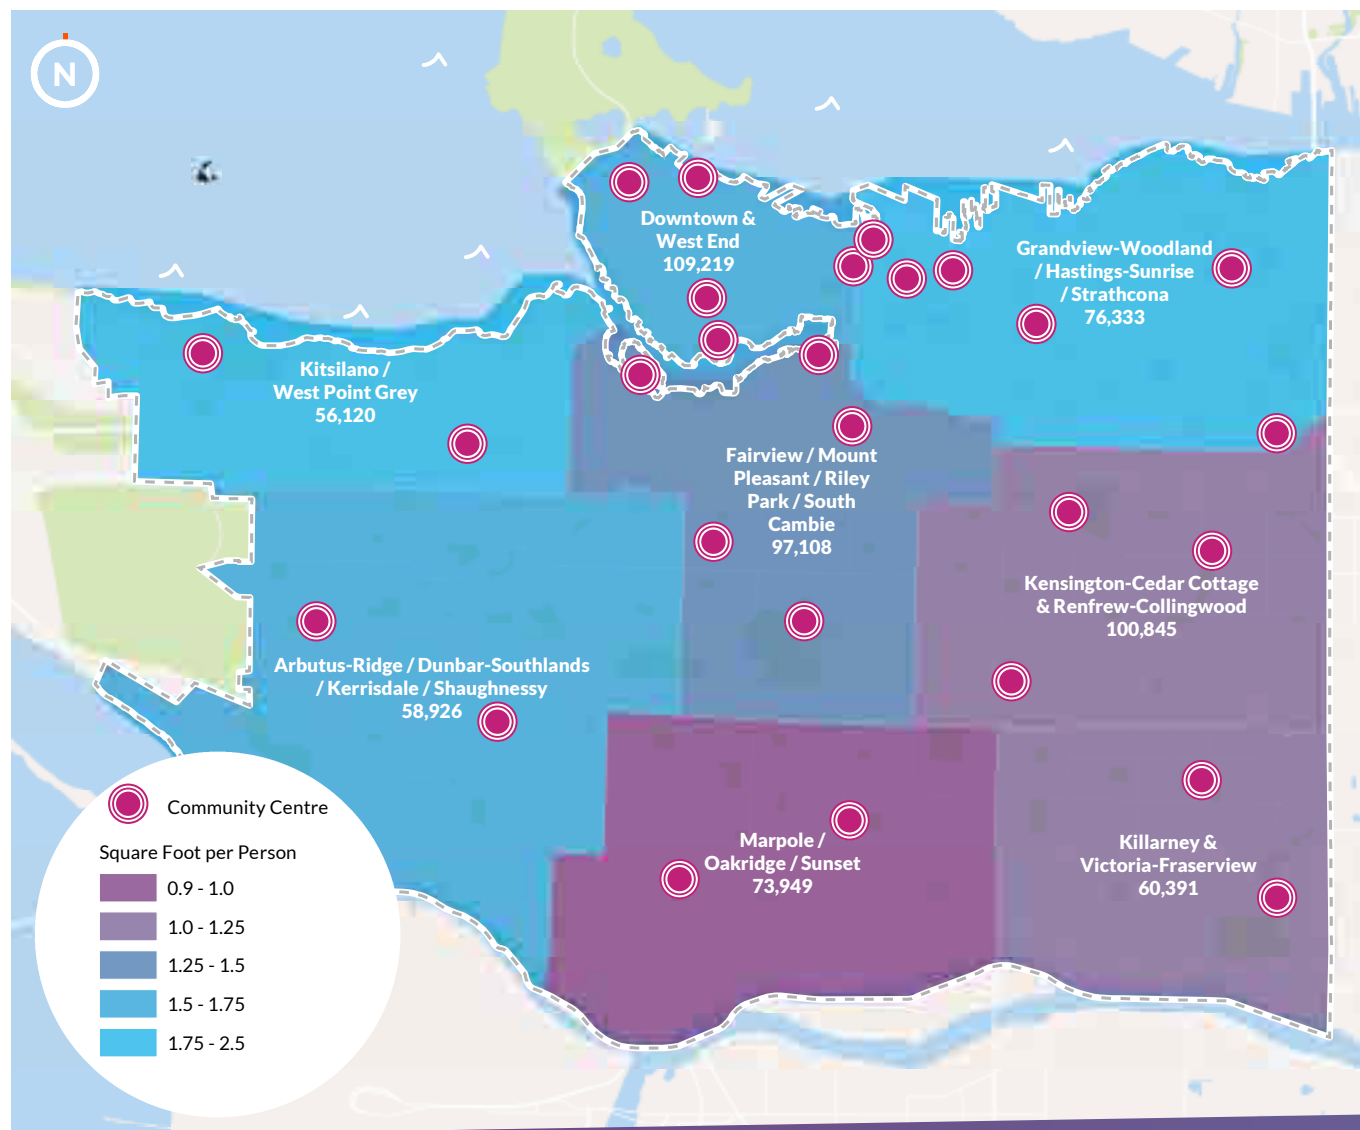 N
Downtown &
West End
109,219
Grandview-Woodland
/ Hastings-Sunrise
/ Strathcona
76,333
Kitsilano /
West Point Grey
56,120
Fairview / Mount
Pleasant / Riley
Park / South
Cambie
97,108
Kensington-Cedar Cottage
& Renfrew-Collingwood
100,845
Arbutus-Ridge / Dunbar-Southlands
/ Kerrisdale / Shaughnessy
58,926
Marpole /
Oakridge / Sunset
73,949
Killarney &
Victoria-Fraserview
60,391
Community Centre
Square Foot per Person
0.9 - 1.0
1.0 - 1.25
1.25 - 1.5
1.5 - 1.75
1.75 - 2.5